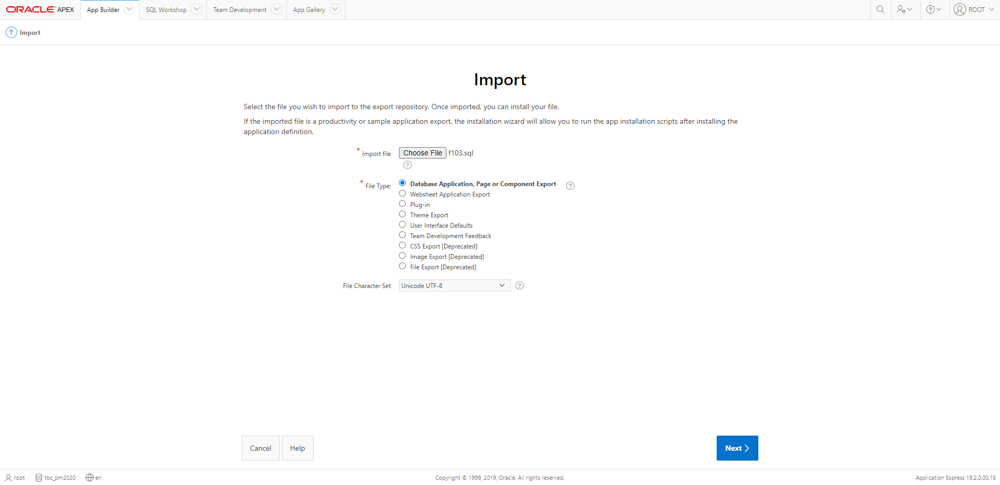 ORACLE APEX App Builder SQL Workshop Team Development App Gallery ROOT
Import
Import
Select the file you wish to import to the export repository. Once imported, you can install your file.
If the imported file is a productivity or sample application export, the installation wizard will allow you to run the app installation scripts after installing the
application definition.
* Import file Choose File f103.sql
?
* File Type: Database Application, Page or Component Export ?
Websheet Application Export
Plug-in
Theme Export
User Interface Defaults
Team Development Feedback
CSS Export [Deprecated]
Image Export [Deprecated]
File Export [Deprecated]
File Character Set Unicode UTF-8 ?
Cancel Help Next
root tbc_pm2020 en Copyright © 1999, 2019, Oracle. All rights reserved. Application Express 19.2.0.00.18